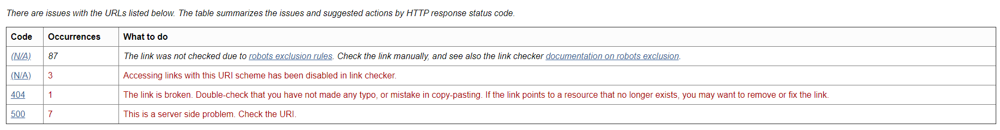 There are issues with the URLs listed below. The table summarizes the issues and suggested actions by HTTP response status code.
Code Occurrences What to do
(N/A) 87 The link was not checked due to robots exclusion rules. Check the link manually, and see also the link checker documentation on robots exclusion.
(N/A) 3 Accessing links with this URI scheme has been disabled in link checker.
404 1 The link is broken. Double-check that you have not made any typo, or mistake in copy-pasting. If the link points to a resource that no longer exists, you may want to remove or fix the link.
500 7 This is a server side problem. Check the URI.